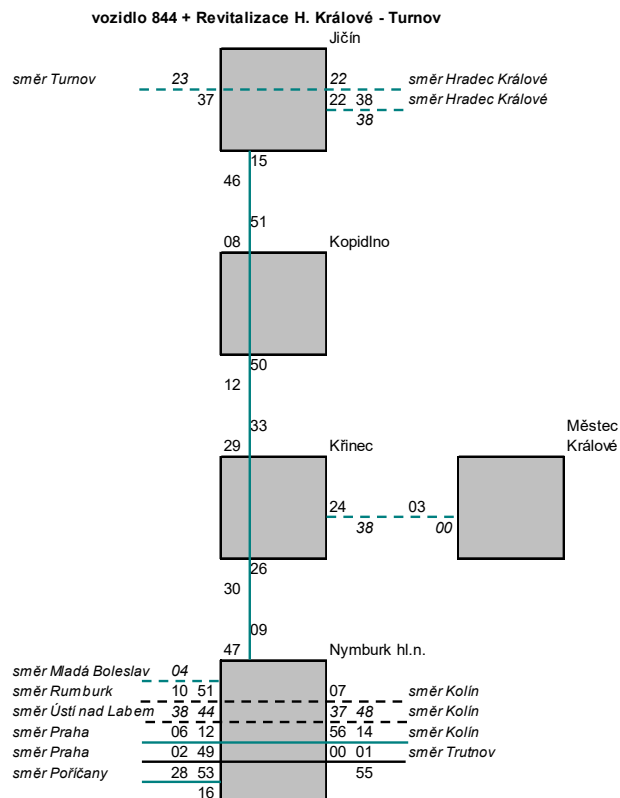 vozidlo 844 + Revitalizace H. Králové - Turnov
Jičín
směr Turnov 23 22 směr Hradec Králové
37 22 38 směr Hradec Králové
38
15
46
51
08 Kopidlno
50
12
33 Městec
29 Křinec Králové
24 03
38 00
26
30
09
47 Nymburk hl.n.
směr Mladá Boleslav 04
směr Rumburk 10 51 07 směr Kolín
směr Ústí nad Labem 38 44 37 48 směr Kolín
směr Praha 06 12 56 14 směr Kolín
směr Praha 02 49 00 01 směr Trutnov
směr Poříčany 28 53 55
16